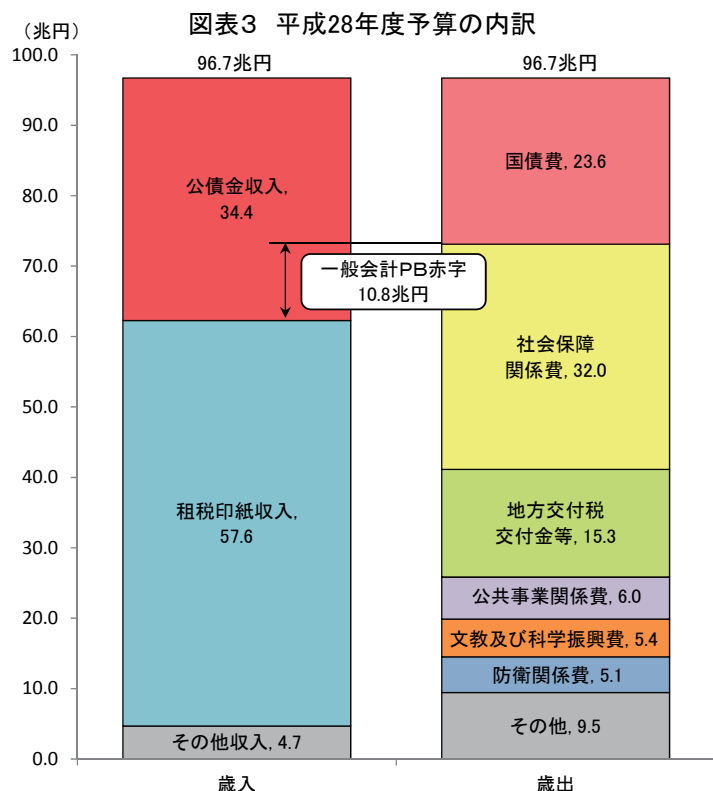 図表3 平成28年度予算の内訳
（兆円）
96.7兆円
96.7兆円
100.0
90.0
80.0
70.0
60.0
50.0
40.0
30.0
20.0
10.0
0.0
公債金収入,
34.4
一般会計PB赤字
10.8兆円
租税印紙収入,
57.6
その他収入, 4.7
国債費, 23.6
社会保障
関係費, 32.0
地方交付税
交付金等, 15.3
公共事業関係費, 6.0
文教及び科学振興費, 5.4
防衛関係費, 5.1
その他, 9.5
歳入
歳出